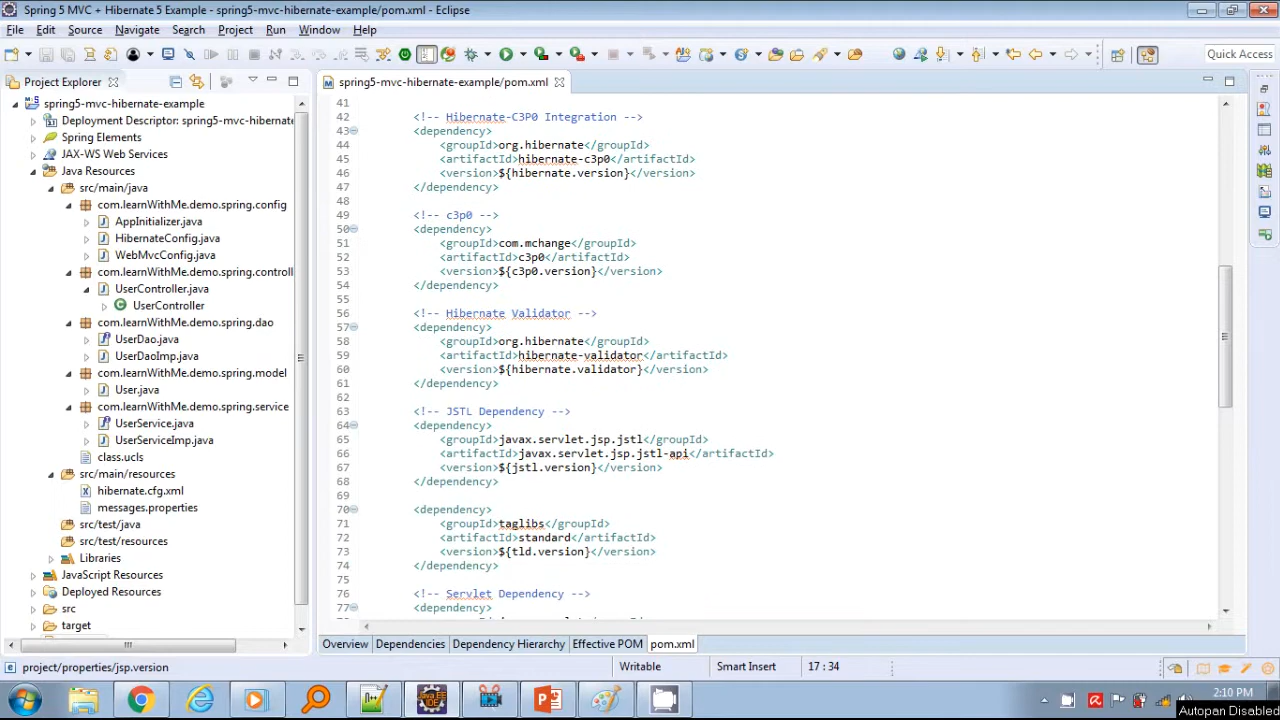 Spring 5 MVC + Hibernate 5 Example - spring5-mvc-hibernate-example/pom.xml - Eclipse
File Edit Source Navigate Search Project Run Window Help
Quick Access
Project Explorer
spring5-mvc-hibernate-example
Deployment Descriptor: spring5-mvc-hibernate
Spring Elements
JAX-WS Web Services
Java Resources
src/main/java
com.learnWithMe.demo.spring.config
AppInitializer.java
HibernateConfig.java
WebMvcConfig.java
com.learnWithMe.demo.spring.controll
UserController.java
UserController
com.learnWithMe.demo.spring.dao
UserDao.java
UserDaoImp.java
com.learnWithMe.demo.spring.model
User.java
com.learnWithMe.demo.spring.service
UserService.java
UserServiceImp.java
class.ucls
src/main/resources
hibernate.cfg.xml
messages.properties
src/test/java
src/test/resources
Libraries
JavaScript Resources
Deployed Resources
src
target
spring5-mvc-hibernate-example/pom.xml
41
42 <!-- Hibernate-C3P0 Integration -->
43 <dependency>
44 <groupId>org.hibernate</groupId>
45 <artifactId>hibernate-c3p0</artifactId>
46 <version>${hibernate.version}</version>
47 </dependency>
48
49 <!-- c3p0 -->
50 <dependency>
51 <groupId>com.mchange</groupId>
52 <artifactId>c3p0</artifactId>
53 <version>${c3p0.version}</version>
54 </dependency>
55
56 <!-- Hibernate Validator -->
57 <dependency>
58 <groupId>org.hibernate</groupId>
59 <artifactId>hibernate-validator</artifactId>
60 <version>${hibernate.validator}</version>
61 </dependency>
62
63 <!-- JSTL Dependency -->
64 <dependency>
65 <groupId>javax.servlet.jsp.jstl</groupId>
66 <artifactId>javax.servlet.jsp.jstl-api</artifactId>
67 <version>${jstl.version}</version>
68 </dependency>
69
70 <dependency>
71 <groupId>taglibs</groupId>
72 <artifactId>standard</artifactId>
73 <version>${tld.version}</version>
74 </dependency>
75
76 <!-- Servlet Dependency -->
77 <dependency>
Overview Dependencies Dependency Hierarchy Effective POM pom.xml
project/properties/jsp.version Writable Smart Insert 17 : 34
2:10 PM
Autopan Disabled